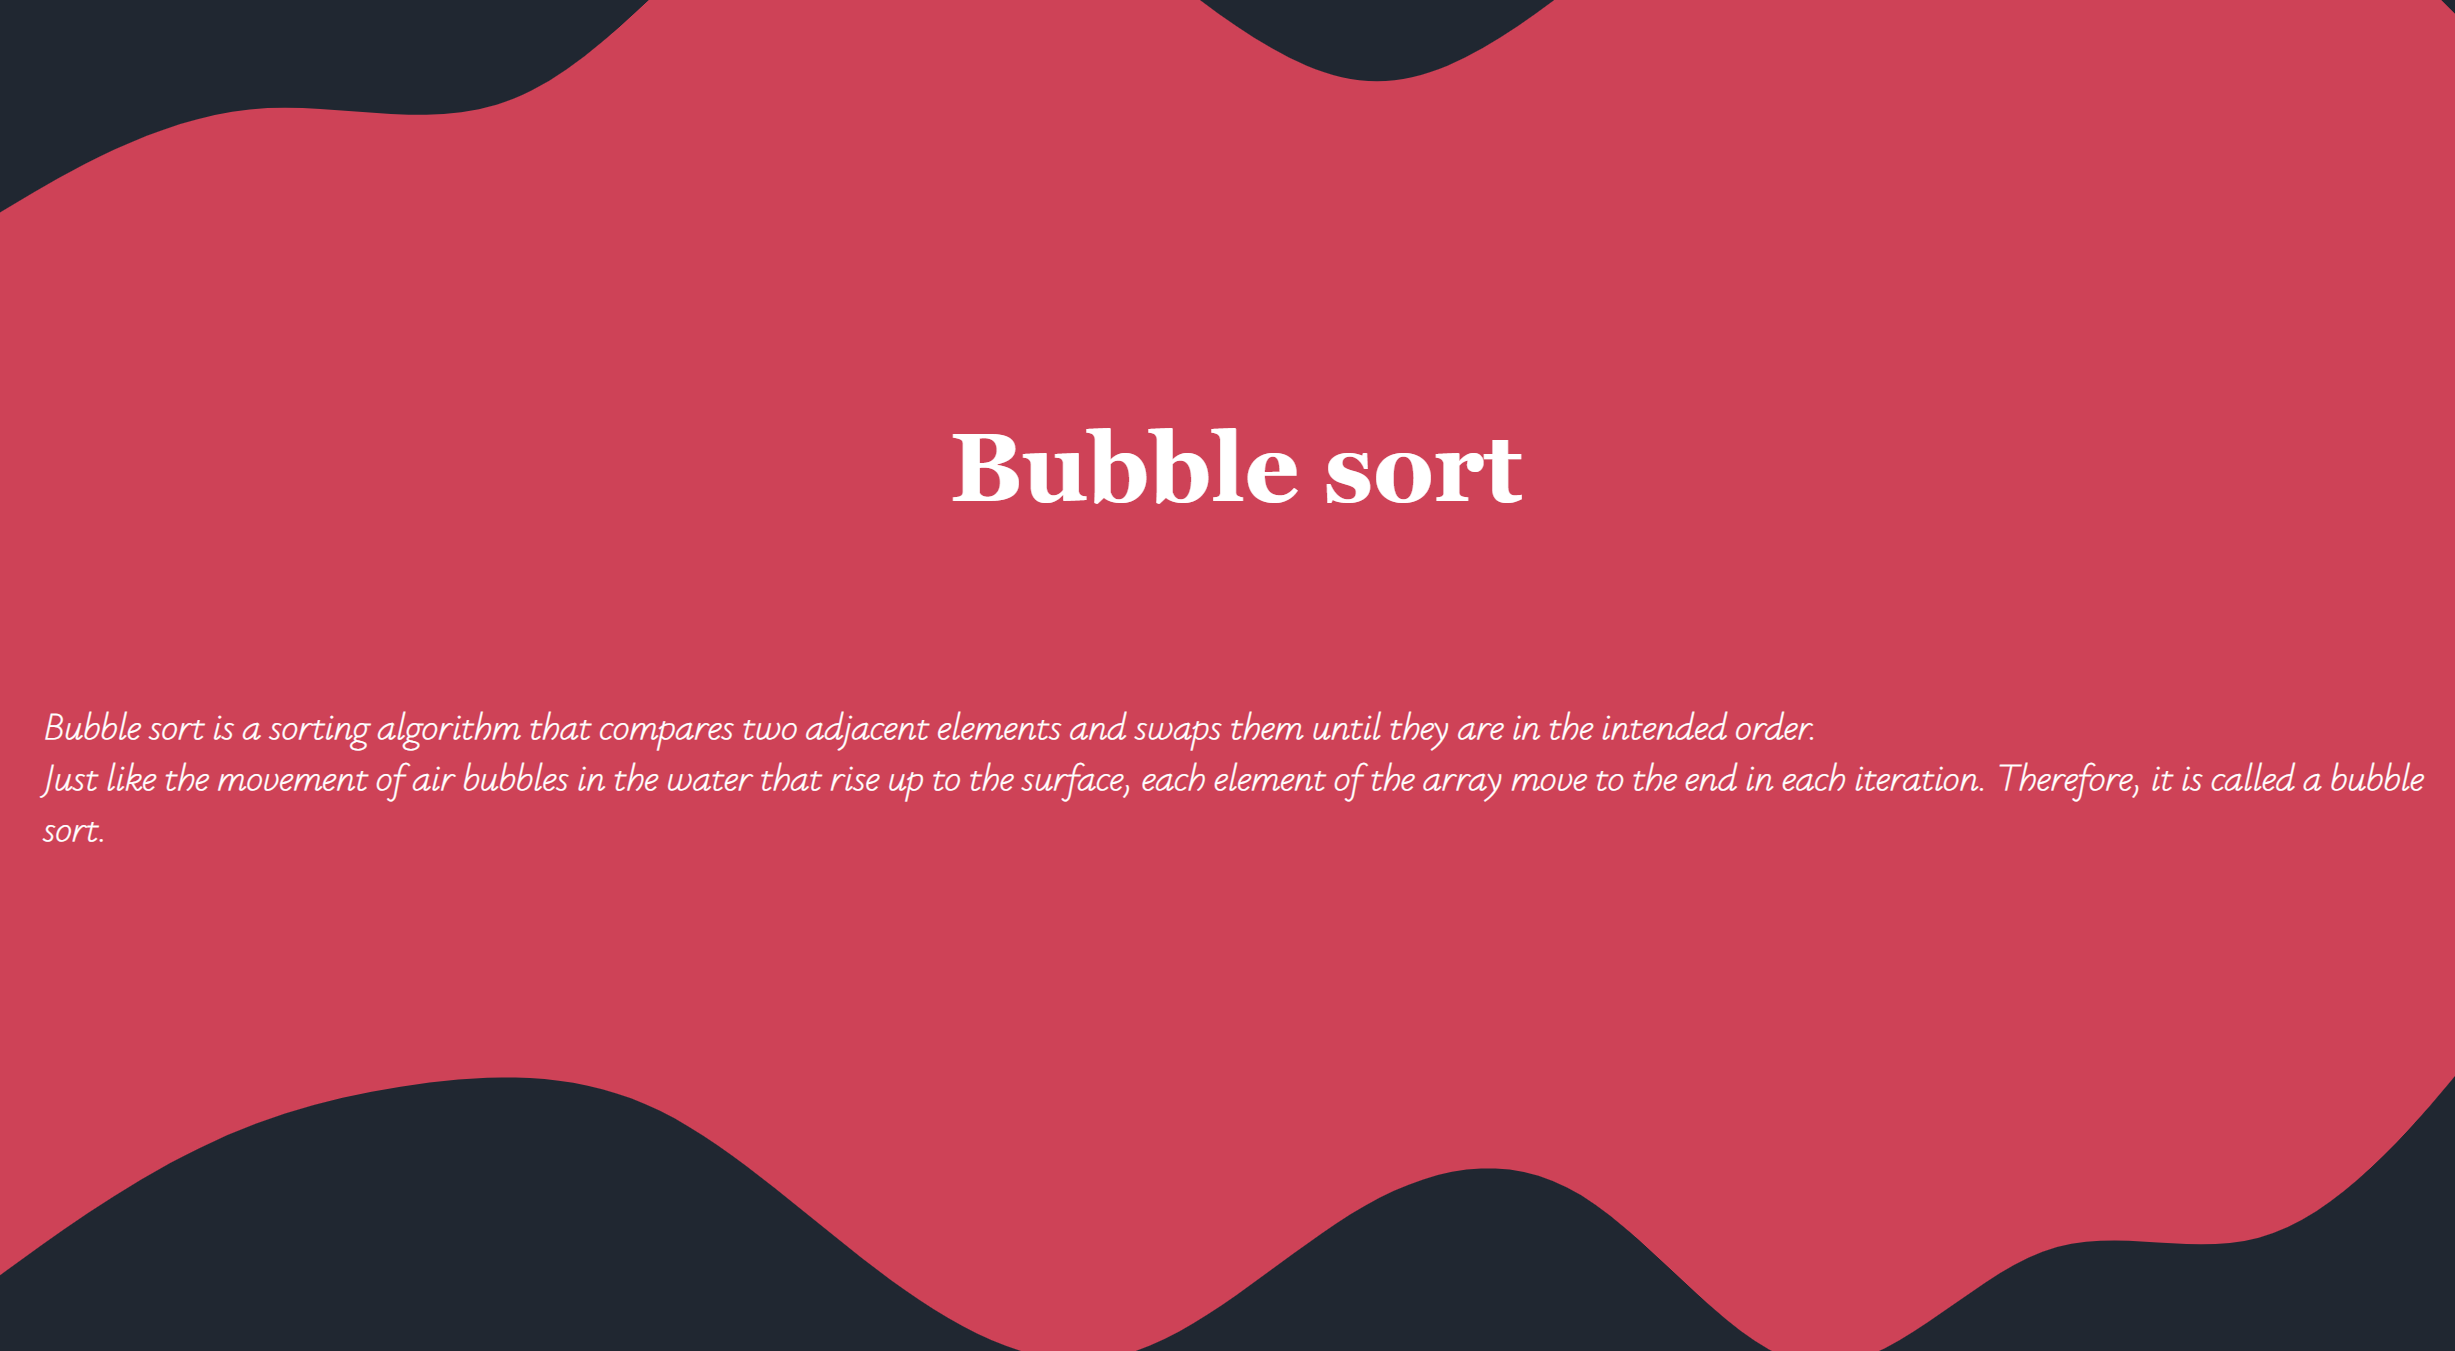 Bubble sort
Bubble sort is a sorting algorithm that compares two adjacent elements and swaps them until they are in the intended order.
Just like the movement of air bubbles in the water that rise up to the surface, each element of the array move to the end in each iteration. Therefore, it is called a bubble
sort.